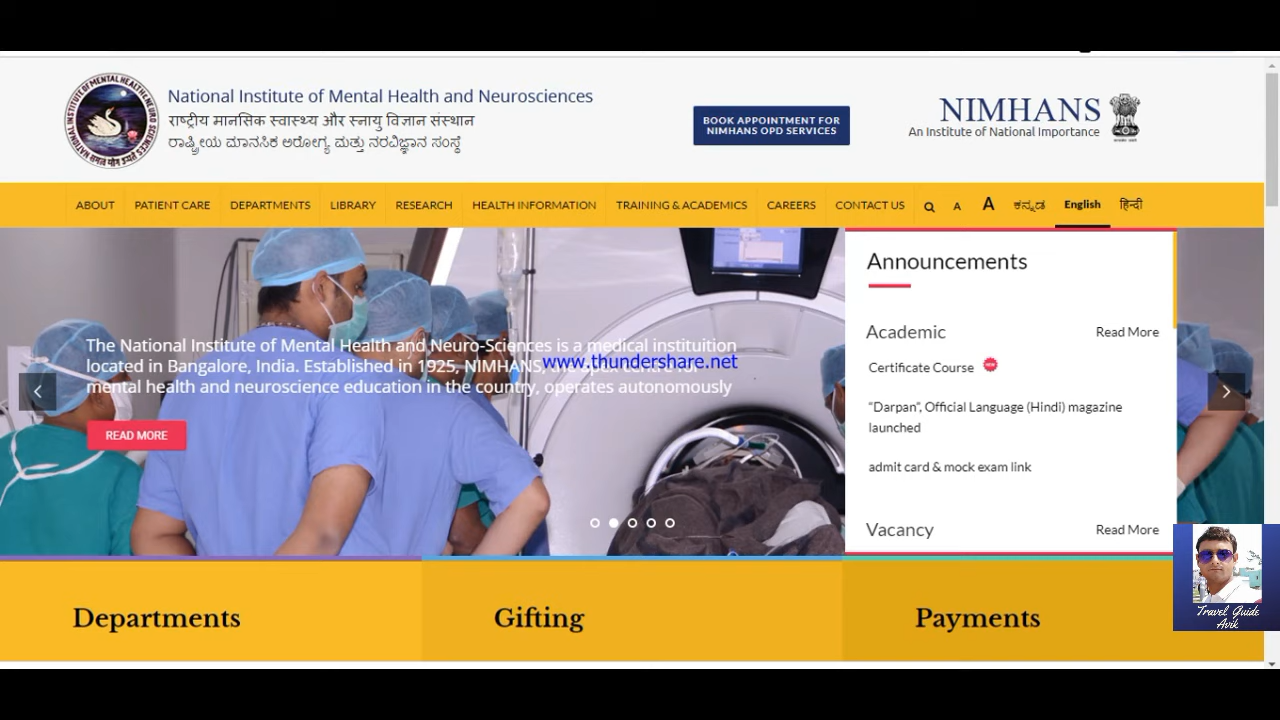 National Institute of Mental Health and Neurosciences
राष्ट्रीय मानसिक स्वास्थ्य और स्नायु विज्ञान संस्थान
ರಾಷ್ಟ್ರೀಯ ಮಾನಸಿಕ ಆರೋಗ್ಯ ಮತ್ತು ನರವಿಜ್ಞಾನ ಸಂಸ್ಥೆ
BOOK APPOINTMENT FOR
NIMHANS OPD SERVICES
NIMHANS
An Institute of National Importance
ABOUT PATIENT CARE DEPARTMENTS LIBRARY RESEARCH HEALTH INFORMATION TRAINING & ACADEMICS CAREERS CONTACT US A A ಕನ್ನಡ English हिन्दी
The National Institute of Mental Health and Neuro-Sciences is a medical instituition
located in Bangalore, India. Established in 1925, NIMHANS, the apex centre for
mental health and neuroscience education in the country, operates autonomously
www.thundershare.net
READ MORE
Announcements
Academic Read More
Certificate Course
"Darpan", Official Language (Hindi) magazine
launched
admit card & mock exam link
Vacancy Read More
Departments
Gifting
Payments
Travel Guide
Avik